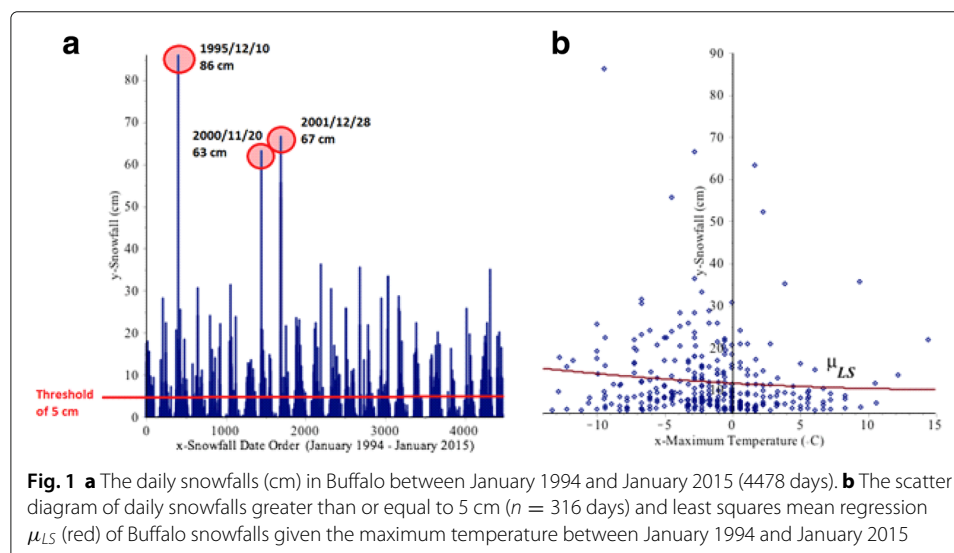 a
1995/12/10
86 cm
2000/11/20
63 cm
2001/12/28
67 cm
y-Snowfall (cm)
80
70
60
50
40
30
20
10
0
Threshold
of 5 cm
0 1000 2000 3000 4000
x-Snowfall Date Order (January 1994 - January 2015)
b
90
80
70
60
50
40
30
20
10
y-Snowfall (cm)
μLS
−10 −5 0 5 10 15
x-Maximum Temperature (◦C)
Fig. 1 a The daily snowfalls (cm) in Buffalo between January 1994 and January 2015 (4478 days). b The scatter
diagram of daily snowfalls greater than or equal to 5 cm (n = 316 days) and least squares mean regression
μLS (red) of Buffalo snowfalls given the maximum temperature between January 1994 and January 2015